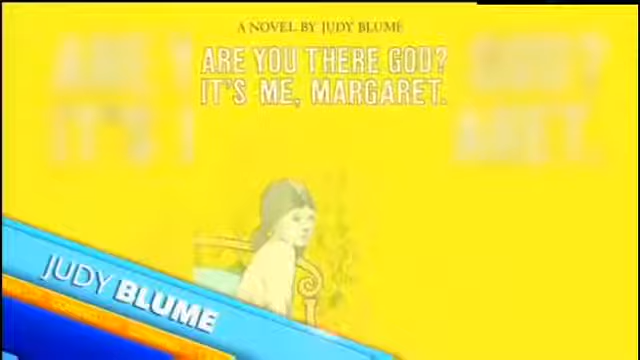 A NOVEL BY JUDY BLUME
ARE YOU THERE GOD?
IT'S ME, MARGARET.
JUDY BLUME